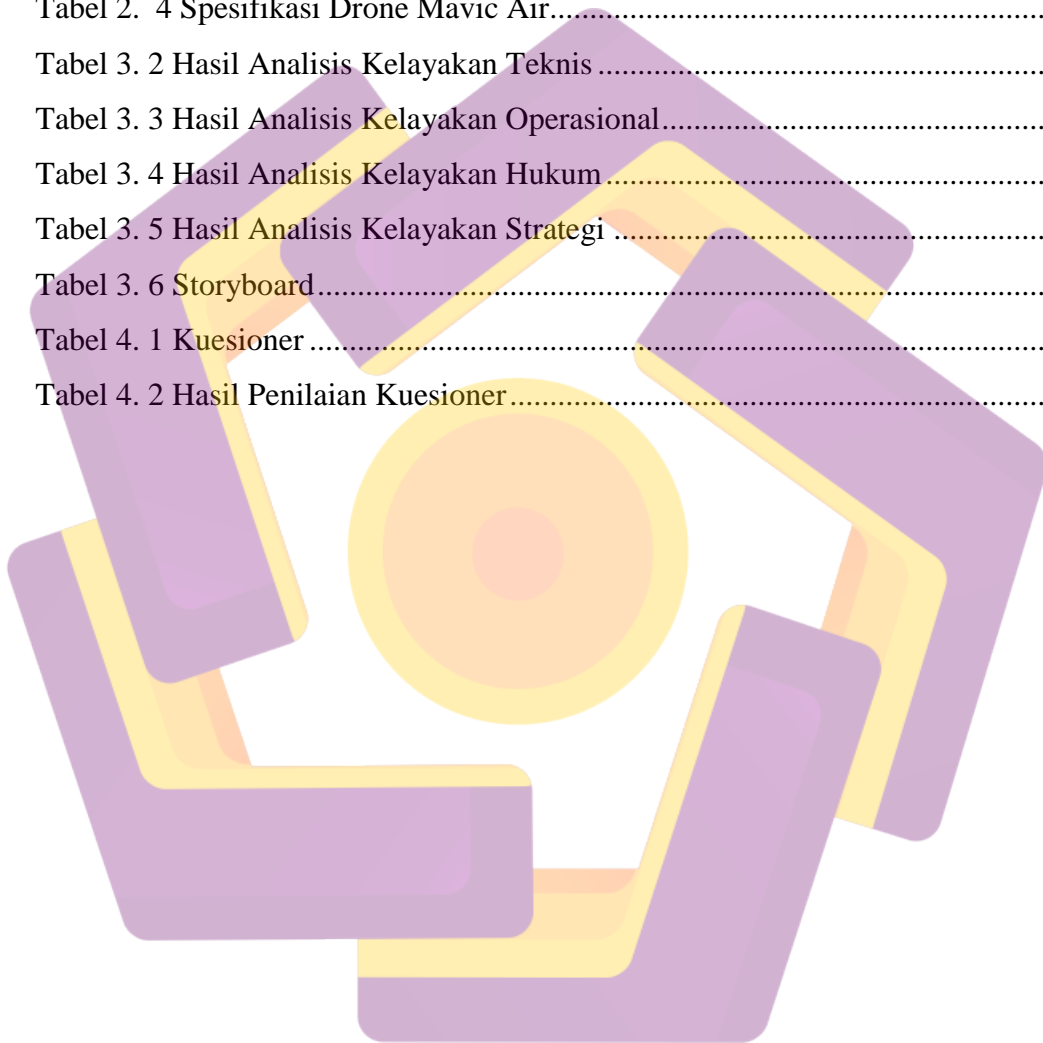 Tabel 2.  4 Spesifikasi Drone Mavic Air................................................................
Tabel 3. 2 Hasil Analisis Kelayakan Teknis..........................................................
Tabel 3. 3 Hasil Analisis Kelayakan Operasional..................................................
Tabel 3. 4 Hasil Analisis Kelayakan Hukum.........................................................
Tabel 3. 5 Hasil Analisis Kelayakan Strategi ........................................................
Tabel 3. 6 Storyboard..............................................................................................
Tabel 4. 1 Kuesioner ...............................................................................................
Tabel 4. 2 Hasil Penilaian Kuesioner.....................................................................